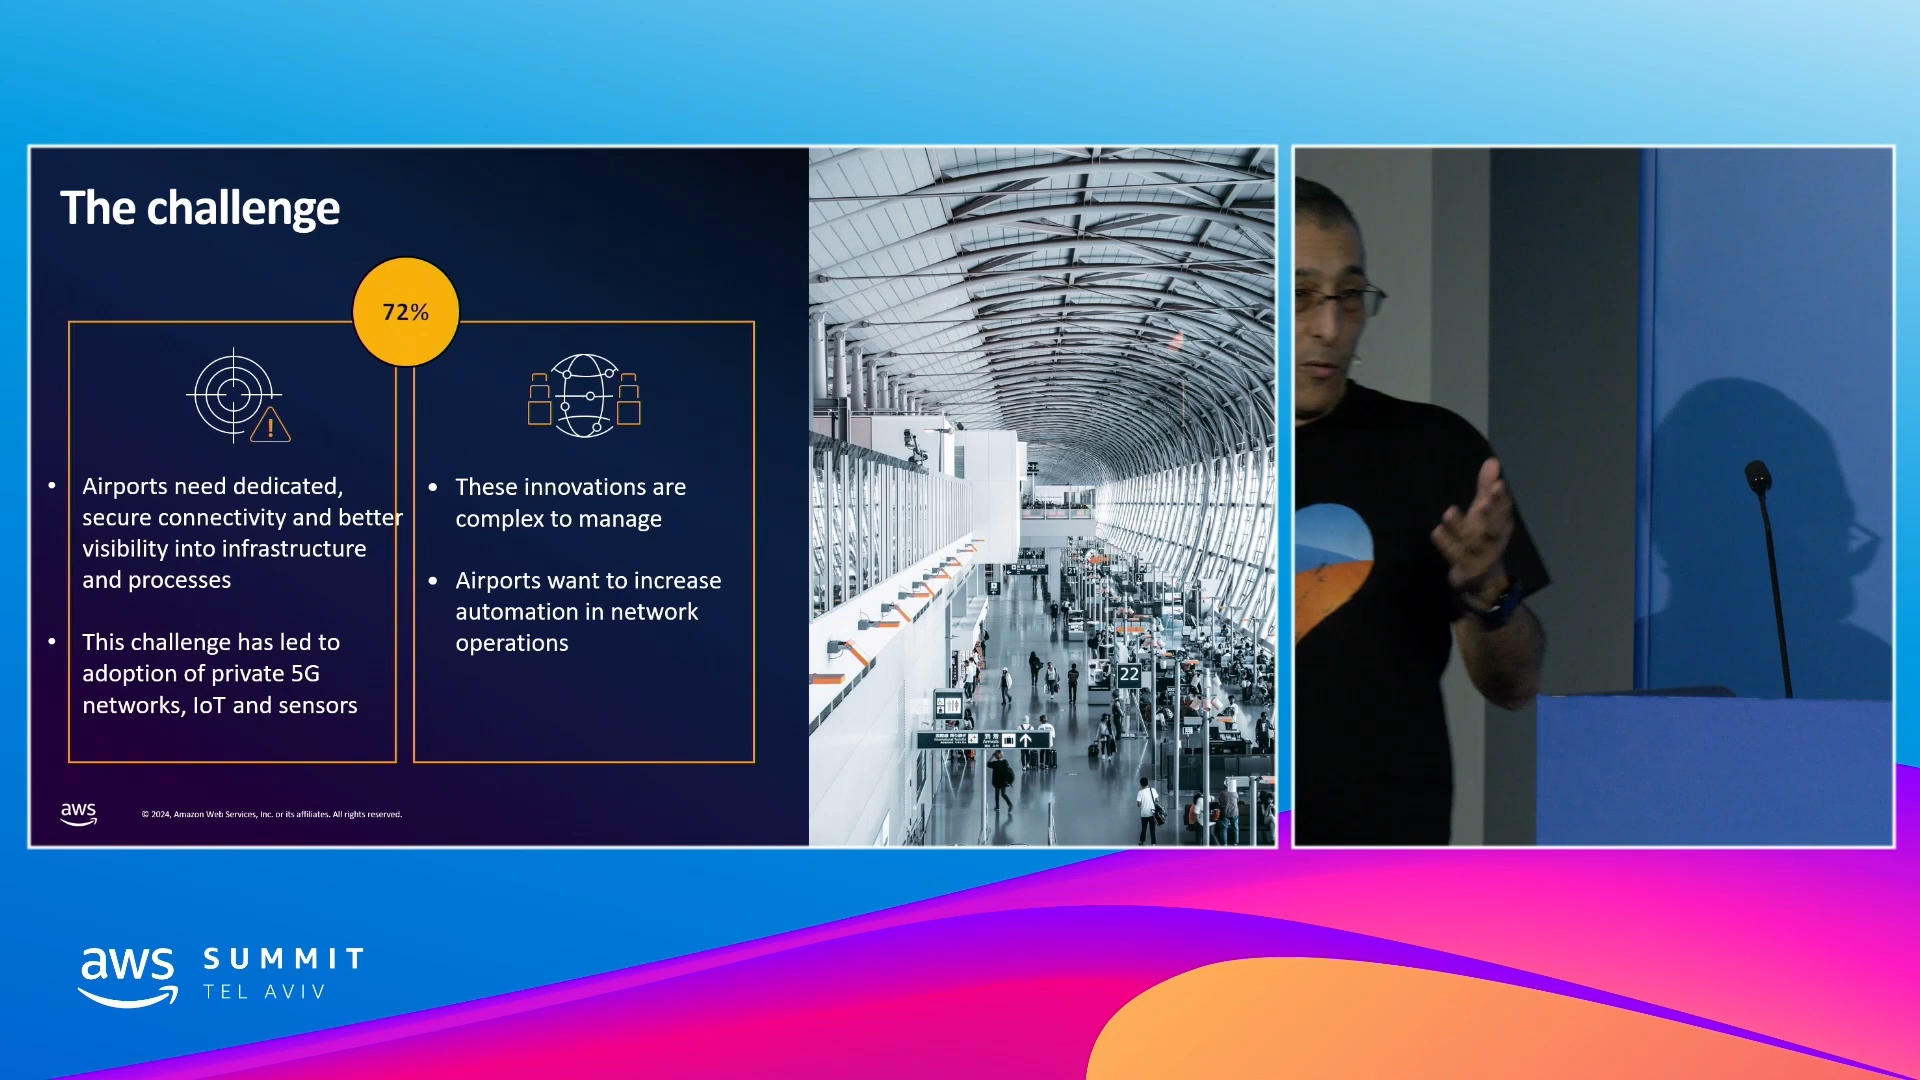 The challenge
72%
• Airports need dedicated,
secure connectivity and better
visibility into infrastructure
and processes
• This challenge has led to
adoption of private 5G
networks, IoT and sensors
• These innovations are
complex to manage
• Airports want to increase
automation in network
operations
aws
© 2024, Amazon Web Services, Inc. or its affiliates. All rights reserved.
22
aws SUMMIT
TEL AVIV